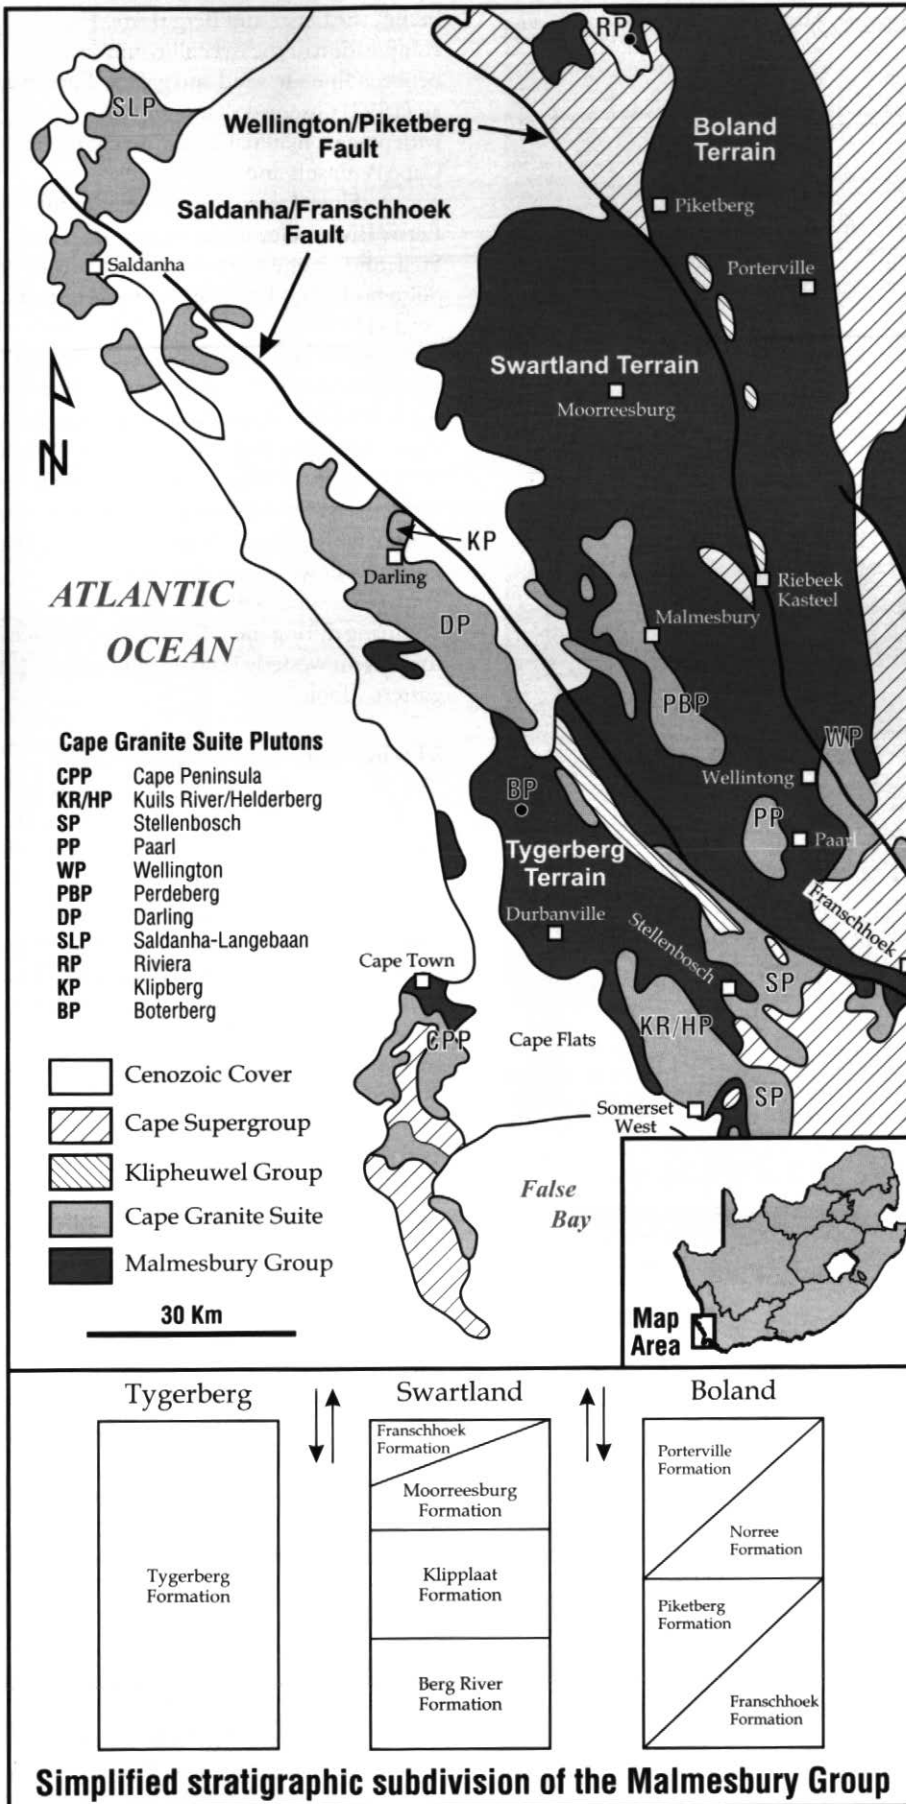 RP
SLP
Wellington/Piketberg
Fault
Boland
Terrain
Saldanha/Franschhoek
Fault
Piketberg
Saldanha
Porterville
Swartland Terrain
Moorreesburg
N
KP
Darling
ATLANTIC
OCEAN
DP
Riebeek
Kasteel
Malmesbury
PBP
WP
Wellintong
BP
PP
Paarl
Tygerberg
Terrain
Durbanville
Stellenbosch
Franschhoek
Cape Town
SP
KR/HP
CPP
Cape Flats
SP
Somerset
West
False
Bay
Cape Granite Suite Plutons
CPP Cape Peninsula
KR/HP Kuils River/Helderberg
SP Stellenbosch
PP Paarl
WP Wellington
PBP Perdeberg
DP Darling
SLP Saldanha-Langebaan
RP Riviera
KP Klipberg
BP Boterberg
Cenozoic Cover
Cape Supergroup
Klipheuwel Group
Cape Granite Suite
Malmesbury Group
30 Km
Map
Area
Tygerberg
Swartland
Boland
Tygerberg
Formation
Franschhoek
Formation
Moorreesburg
Formation
Klipplaat
Formation
Berg River
Formation
Porterville
Formation
Norree
Formation
Piketberg
Formation
Franschhoek
Formation
Simplified stratigraphic subdivision of the Malmesbury Group